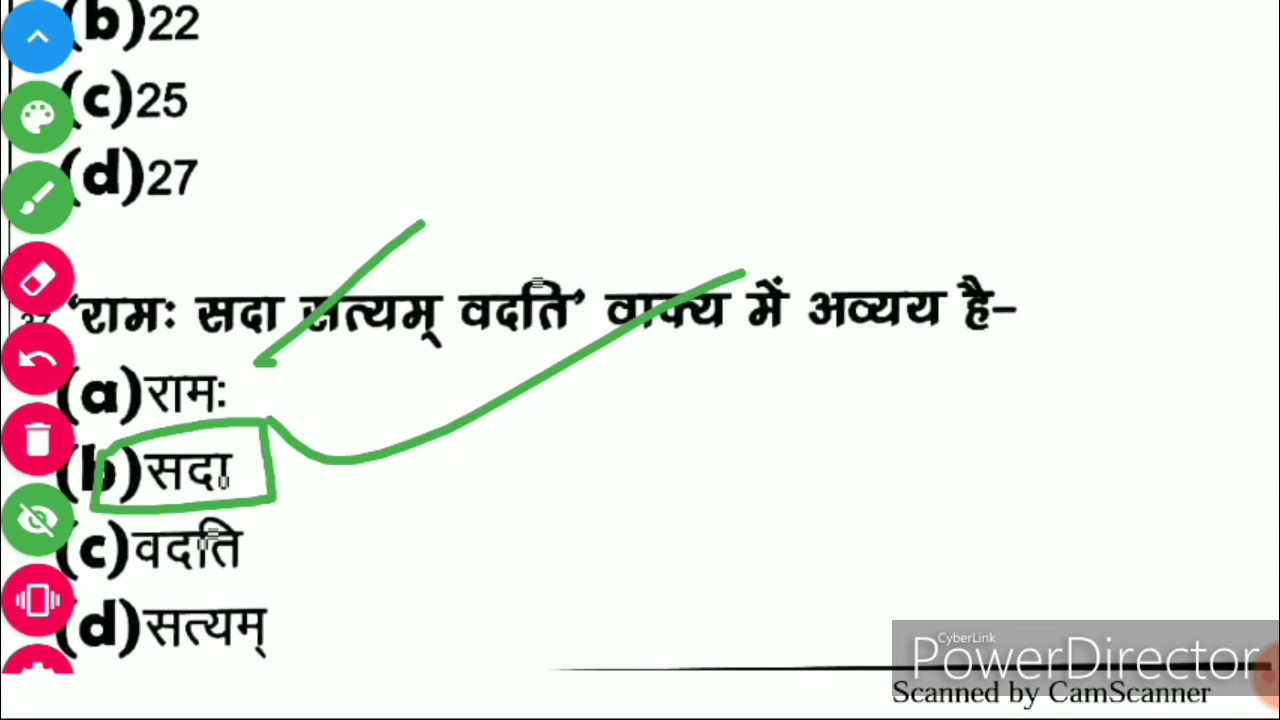 (b)22
(c)25
(d)27
'रामः सदा सत्यम् वदति' वाक्य में अव्यय है-
(a)रामः
(b)सदा
(c)वदति
(d)सत्यम्
CyberLink
PowerDirector
Scanned by CamScanner